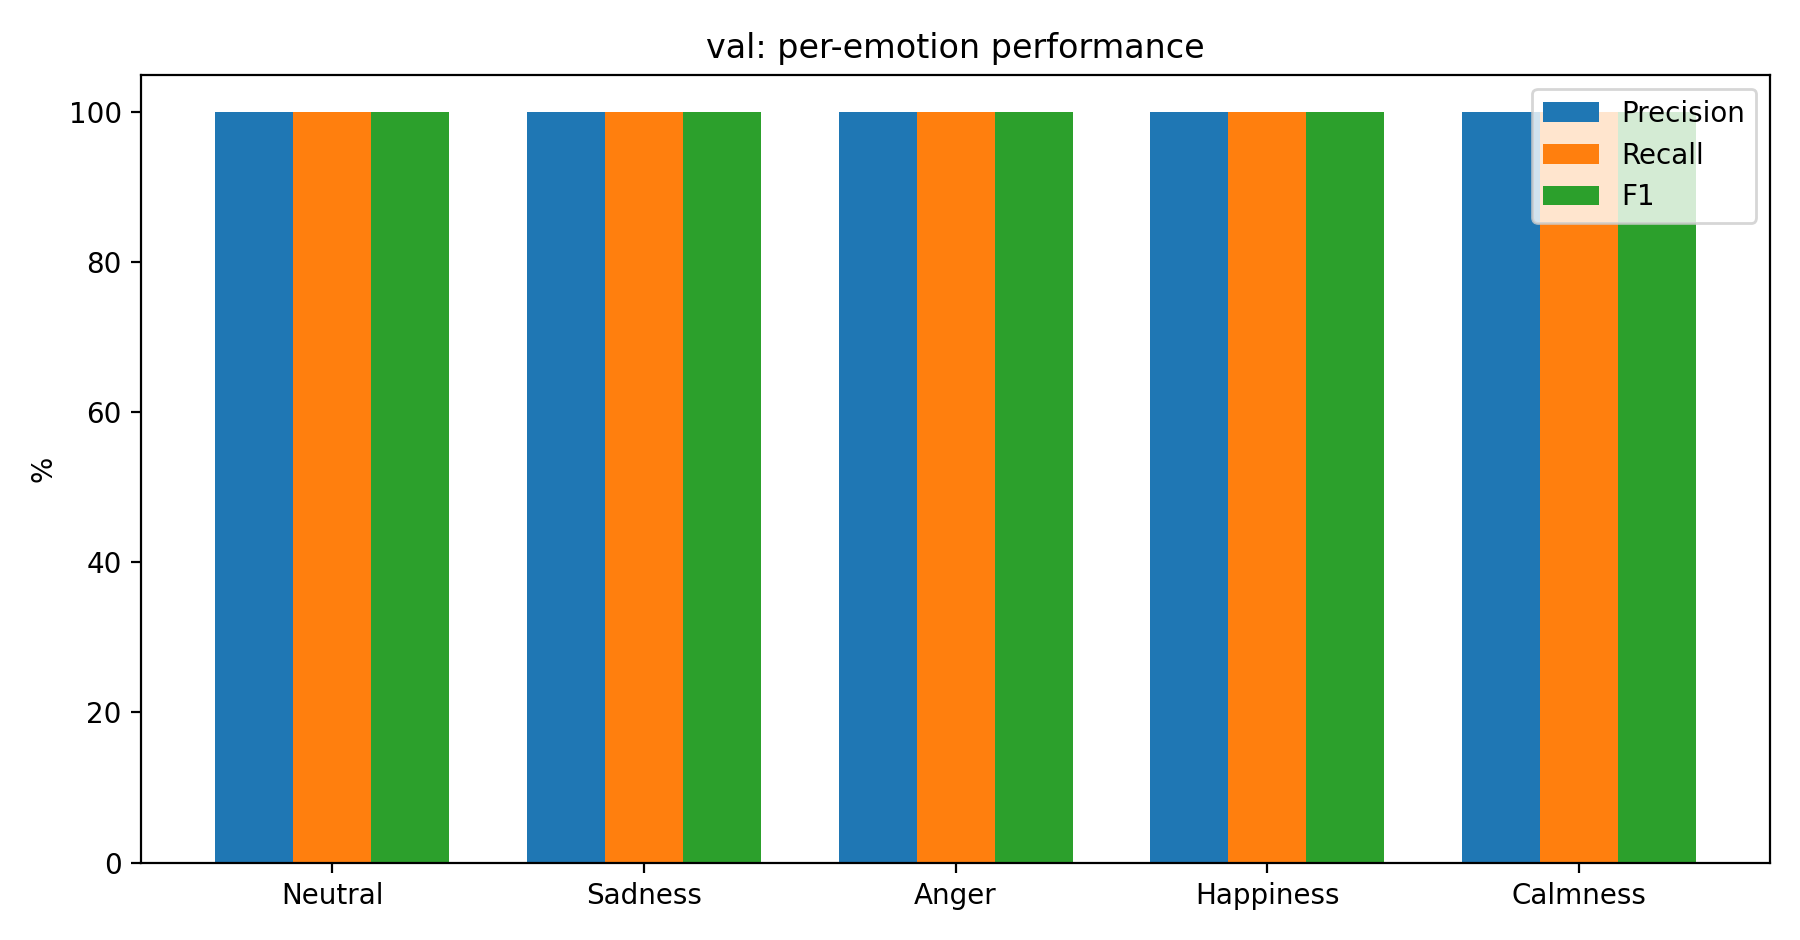 val: per-emotion performance
Precision
Recall
F1
100
80
60
40
20
0
%
Neutral Sadness Anger Happiness Calmness